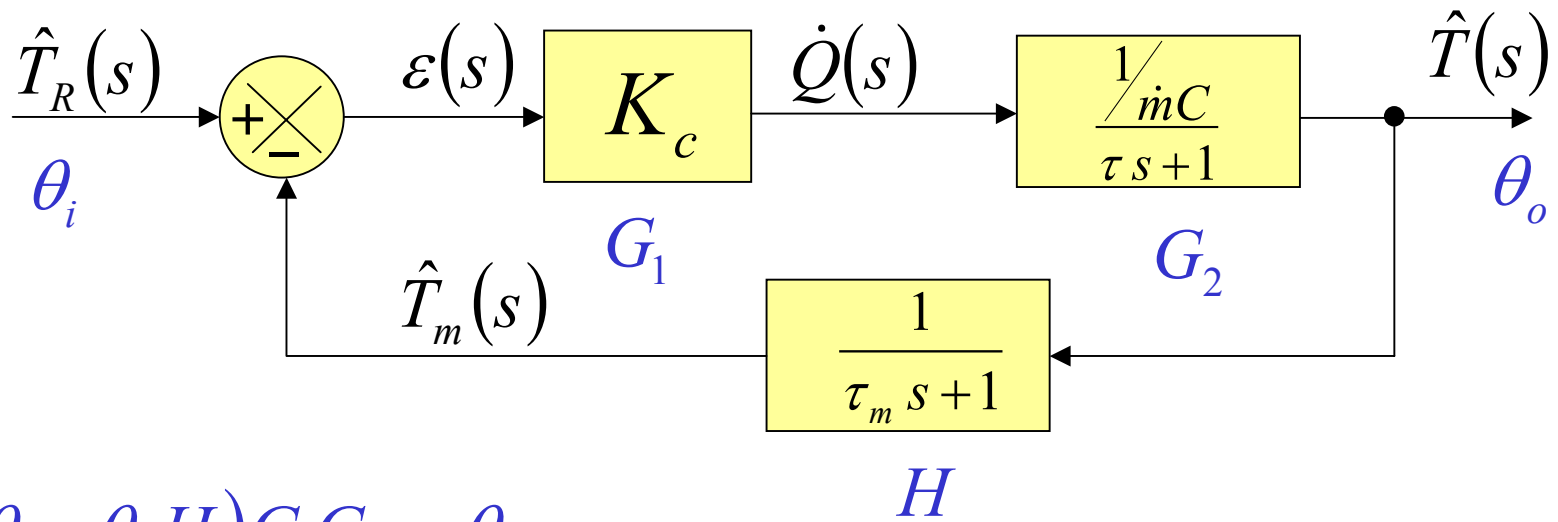 T̂_R(s) ε(s) K_c Q̇(s) (1/ṁC)/(τ s + 1) T̂(s)
+
−
θ_i G_1 G_2 θ_o
T̂_m(s) 1/(τ_m s + 1)
H